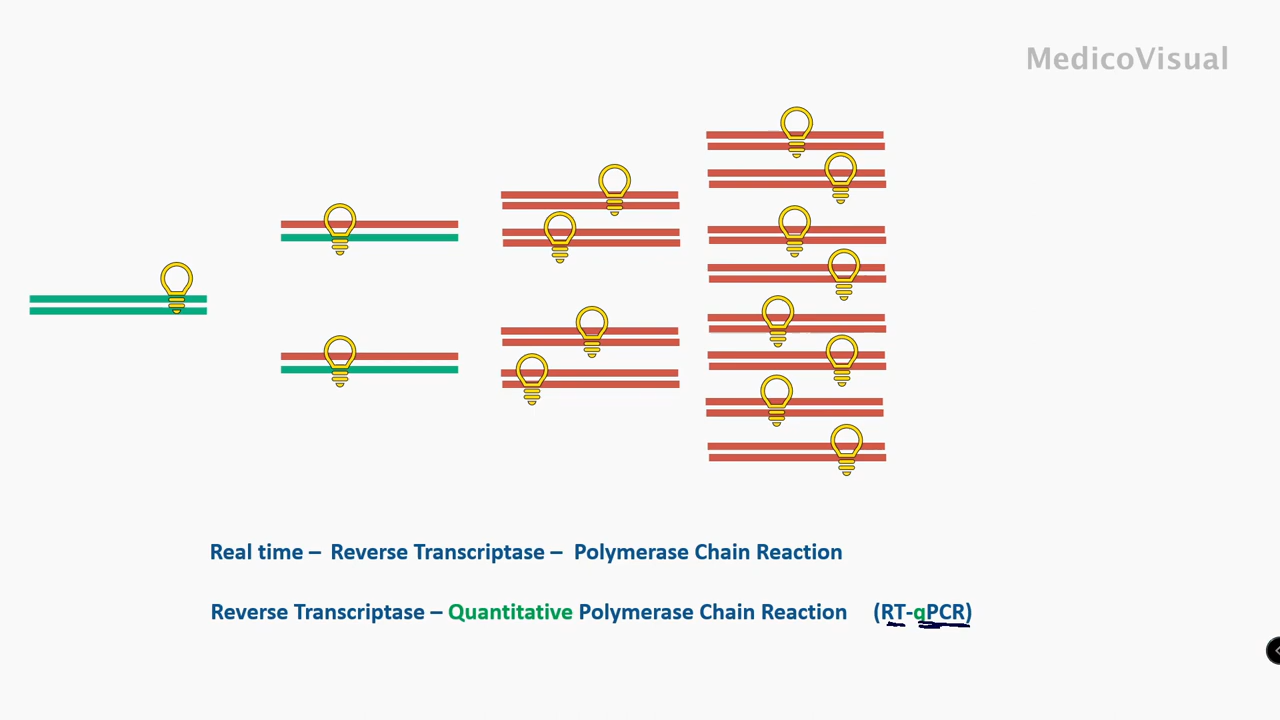 MedicoVisual
Real time – Reverse Transcriptase – Polymerase Chain Reaction
Reverse Transcriptase – Quantitative Polymerase Chain Reaction (RT-qPCR)